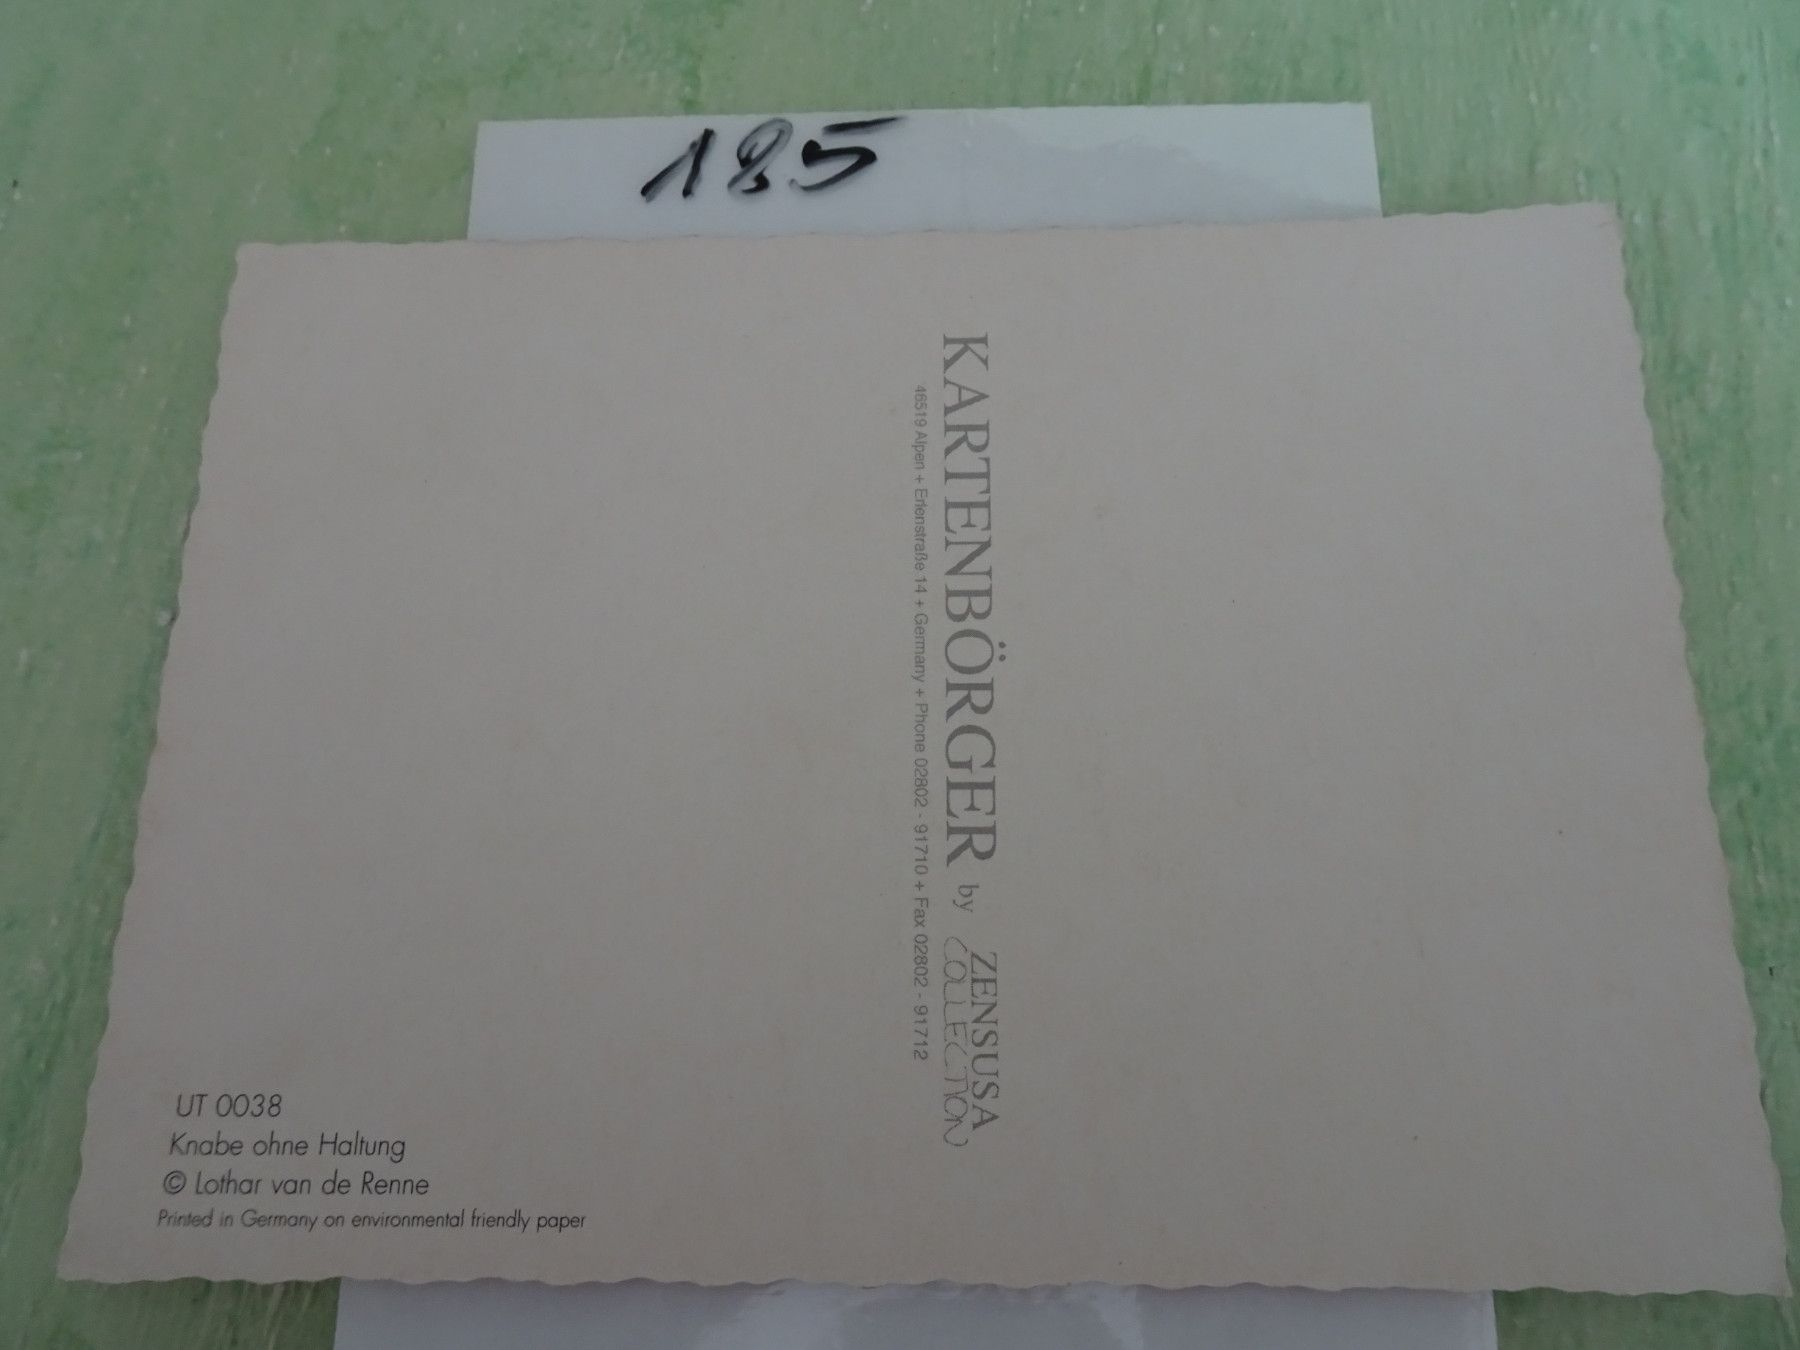 185
KARTENBÖRGER by ZENSUSA
COLLECTION
46519 Alpen + Erlenstraße 14 + Germany + Phone 02802 - 91710 + Fax 02802 - 91712
UT 0038
Knabe ohne Haltung
© Lothar van de Renne
Printed in Germany on environmental friendly paper